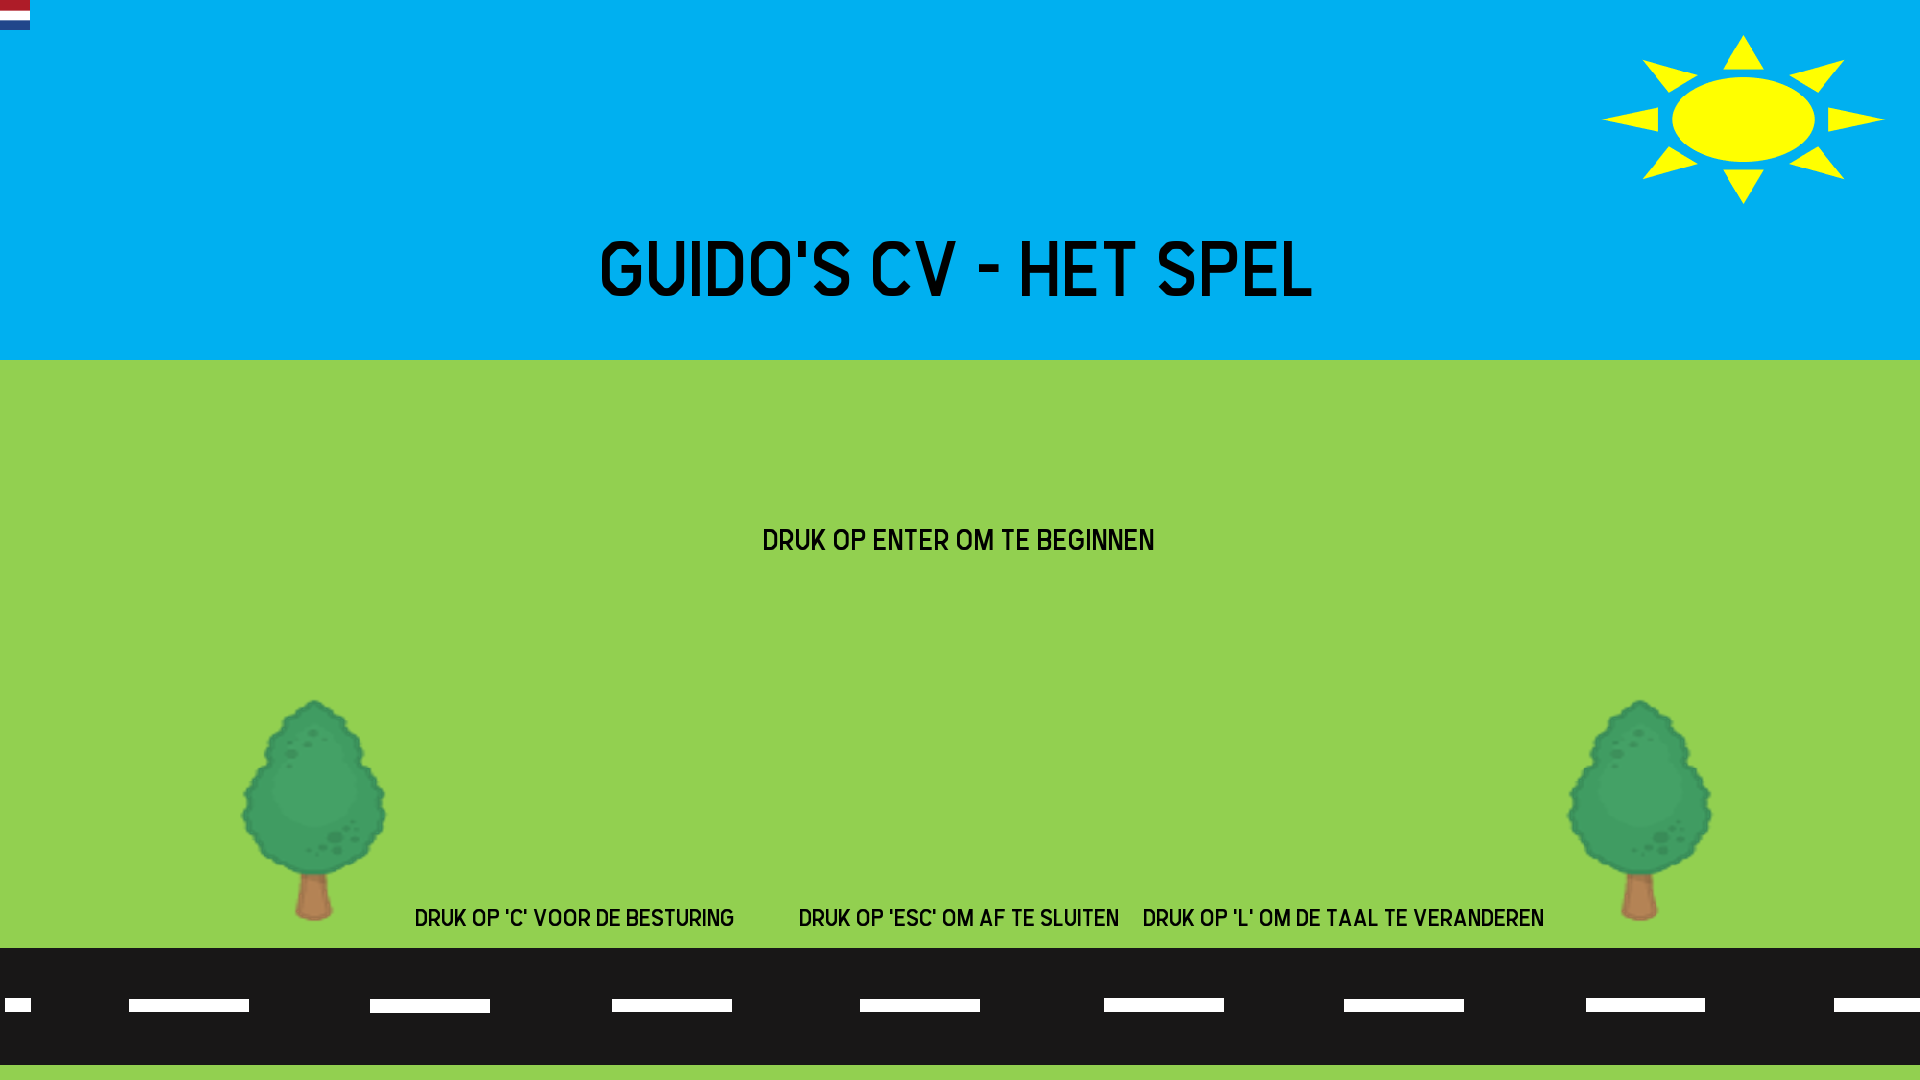 GUIDO'S CV - HET SPEL
DRUK OP ENTER OM TE BEGINNEN
DRUK OP 'C' VOOR DE BESTURING
DRUK OP 'ESC' OM AF TE SLUITEN
DRUK OP 'L' OM DE TAAL TE VERANDEREN